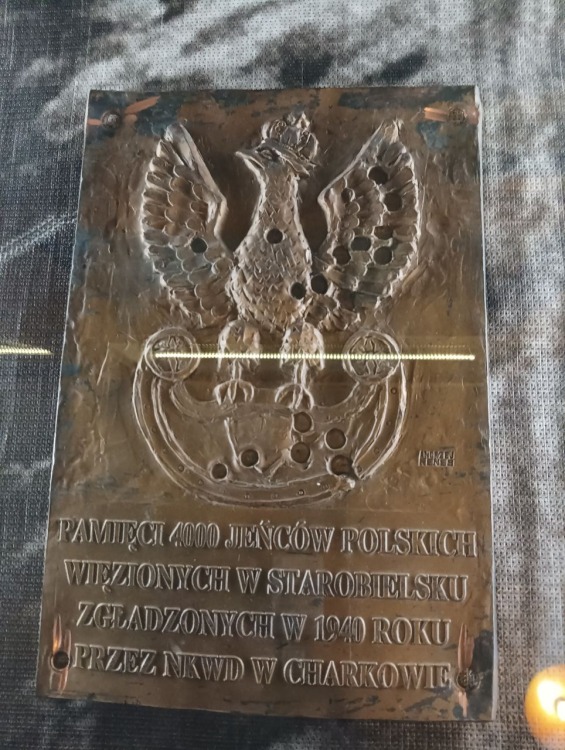 PAMIĘCI 4000 JEŃCÓW POLSKICH
WIĘZIONYCH W STAROBIELSKU
ZGŁADZONYCH W 1940 ROKU
PRZEZ NKWD W CHARKOWIE